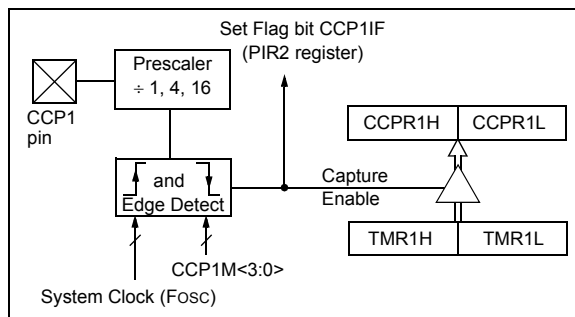 Set Flag bit CCP1IF
(PIR2 register)
Prescaler
÷ 1, 4, 16
CCP1
pin
CCPR1H
CCPR1L
and
Edge Detect
Capture
Enable
TMR1H
TMR1L
CCP1M<3:0>
System Clock (FOSC)